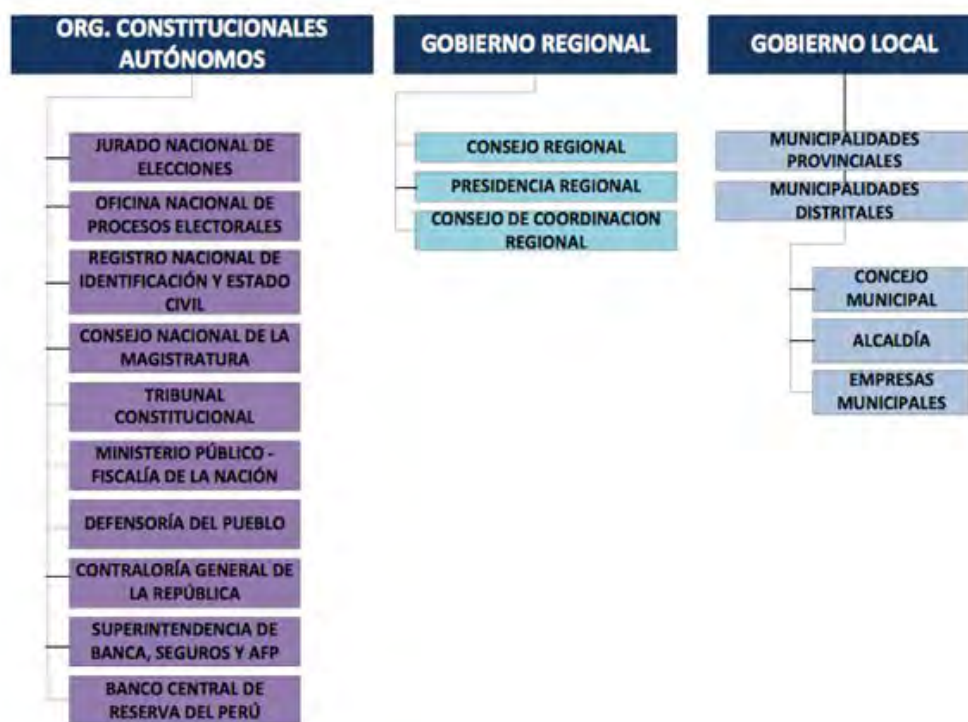 ORG. CONSTITUCIONALES
AUTÓNOMOS
JURADO NACIONAL DE
ELECCIONES
OFICINA NACIONAL DE
PROCESOS ELECTORALES
REGISTRO NACIONAL DE
IDENTIFICACIÓN Y ESTADO
CIVIL
CONSEJO NACIONAL DE LA
MAGISTRATURA
TRIBUNAL
CONSTITUCIONAL
MINISTERIO PÚBLICO -
FISCALÍA DE LA NACIÓN
DEFENSORÍA DEL PUEBLO
CONTRALORÍA GENERAL DE
LA REPÚBLICA
SUPERINTENDENCIA DE
BANCA, SEGUROS Y AFP
BANCO CENTRAL DE
RESERVA DEL PERÚ
GOBIERNO REGIONAL
CONSEJO REGIONAL
PRESIDENCIA REGIONAL
CONSEJO DE COORDINACION
REGIONAL
GOBIERNO LOCAL
MUNICIPALIDADES
PROVINCIALES
MUNICIPALIDADES
DISTRITALES
CONCEJO
MUNICIPAL
ALCALDÍA
EMPRESAS
MUNICIPALES